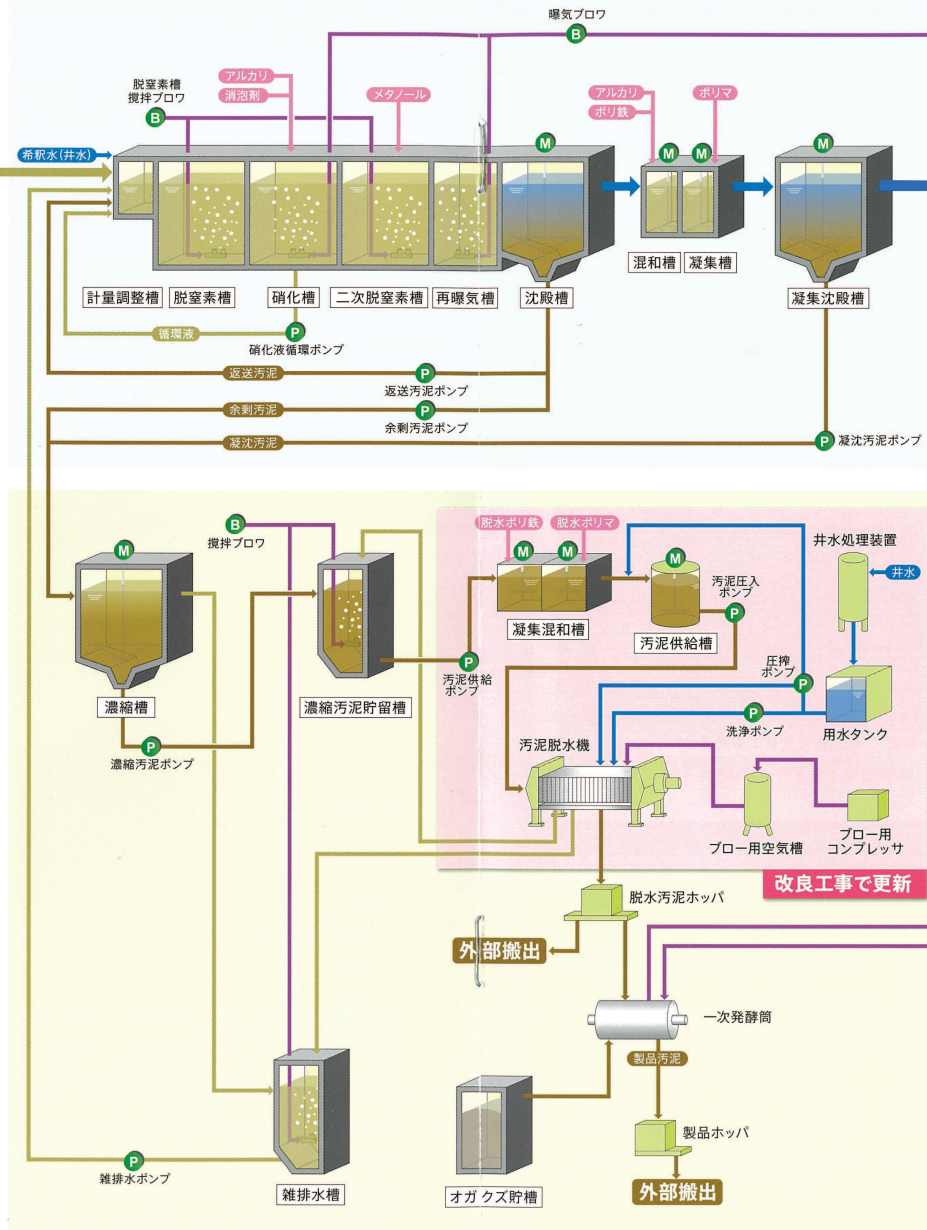 曝気ブロワ
B
脱窒素槽
撹拌ブロワ
B
アルカリ
消泡剤
メタノール
アルカリ
ポリ鉄
ポリマ
希釈水(井水)
M
M
M
M
混和槽
凝集槽
計量調整槽
脱窒素槽
硝化槽
二次脱窒素槽
再曝気槽
沈殿槽
凝集沈殿槽
循環液
P
硝化液循環ポンプ
返送汚泥
P
返送汚泥ポンプ
余剰汚泥
P
余剰汚泥ポンプ
凝沈汚泥
P
凝沈汚泥ポンプ
B
撹拌ブロワ
脱水ポリ鉄
脱水ポリマ
M
M
M
M
井水処理装置
井水
凝集混和槽
汚泥圧入
ポンプ
P
汚泥供給槽
P
汚泥供給
ポンプ
圧搾
ポンプ
P
濃縮槽
濃縮汚泥貯留槽
P
洗浄ポンプ
用水タンク
P
濃縮汚泥ポンプ
汚泥脱水機
ブロー用空気槽
ブロー用
コンプレッサ
改良工事で更新
脱水汚泥ホッパ
外部搬出
一次発酵筒
製品汚泥
製品ホッパ
P
雑排水ポンプ
雑排水槽
オガクズ貯槽
外部搬出